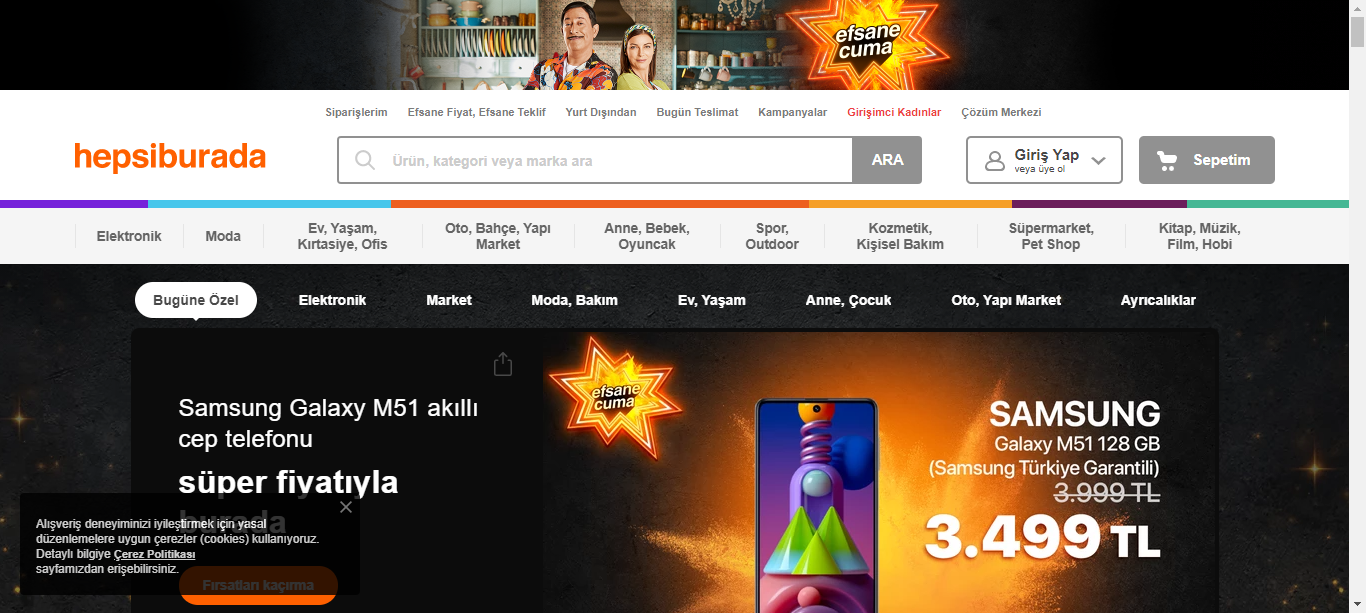 efsane
cuma
Siparişlerim
Efsane Fiyat, Efsane Teklif
Yurt Dışından
Bugün Teslimat
Kampanyalar
Girişimci Kadınlar
Çözüm Merkezi
hepsiburada
Ürün, kategori veya marka ara
ARA
Giriş Yap
veya üye ol
Sepetim
Elektronik
Moda
Ev, Yaşam,
Kırtasiye, Ofis
Oto, Bahçe, Yapı
Market
Anne, Bebek,
Oyuncak
Spor,
Outdoor
Kozmetik,
Kişisel Bakım
Süpermarket,
Pet Shop
Kitap, Müzik,
Film, Hobi
Bugüne Özel
Elektronik
Market
Moda, Bakım
Ev, Yaşam
Anne, Çocuk
Oto, Yapı Market
Ayrıcalıklar
Samsung Galaxy M51 akıllı
cep telefonu
süper fiyatıyla
burada
Fırsatları kaçırma
efsane
cuma
SAMSUNG
Galaxy M51 128 GB
(Samsung Türkiye Garantili)
3.999 TL
3.499 TL
Alışveriş deneyiminizi iyileştirmek için yasal
düzenlemelere uygun çerezler (cookies) kullanıyoruz.
Detaylı bilgiye Çerez Politikası
sayfamızdan erişebilirsiniz.